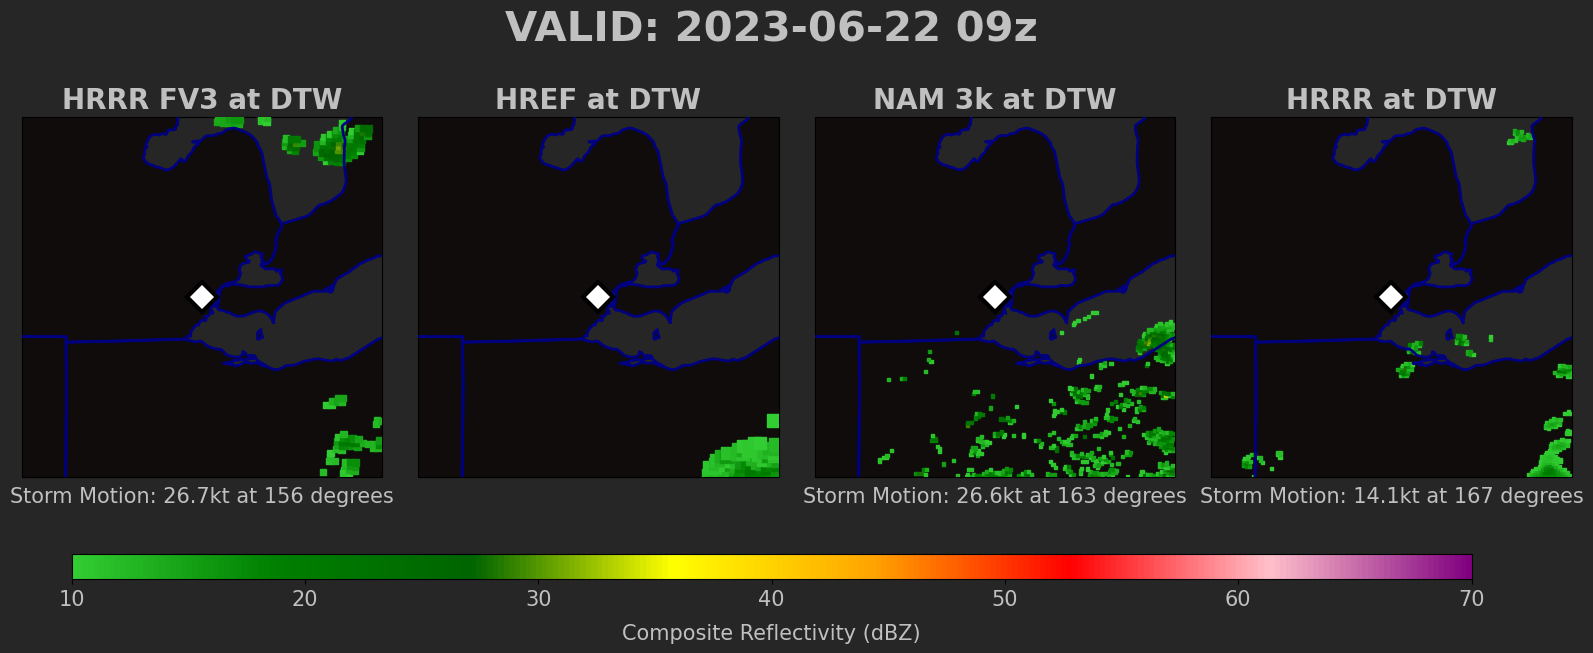 VALID: 2023-06-22 09z
HRRR FV3 at DTW
HREF at DTW
NAM 3k at DTW
HRRR at DTW
Storm Motion: 26.7kt at 156 degrees
Storm Motion: 26.6kt at 163 degrees
Storm Motion: 14.1kt at 167 degrees
10 20 30 40 50 60 70
Composite Reflectivity (dBZ)